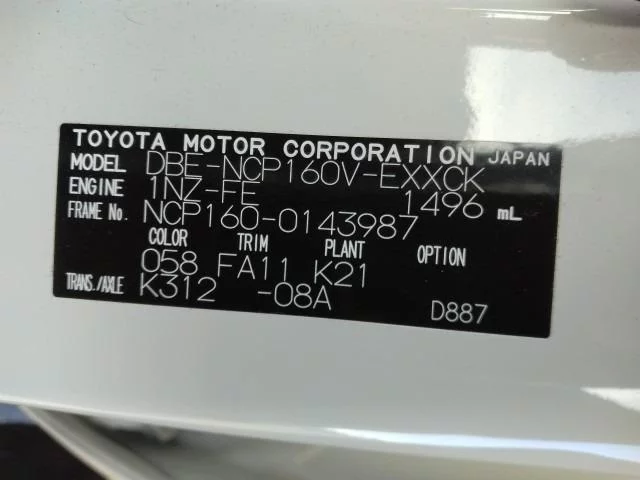 TOYOTA MOTOR CORPORATION JAPAN
MODEL DBE-NCP160V-EXXCK
ENGINE 1NZ-FE 1496 mL
FRAME No. NCP160-0143987
COLOR TRIM PLANT OPTION
058 FA11 K21
TRANS./AXLE K312 -08A D887